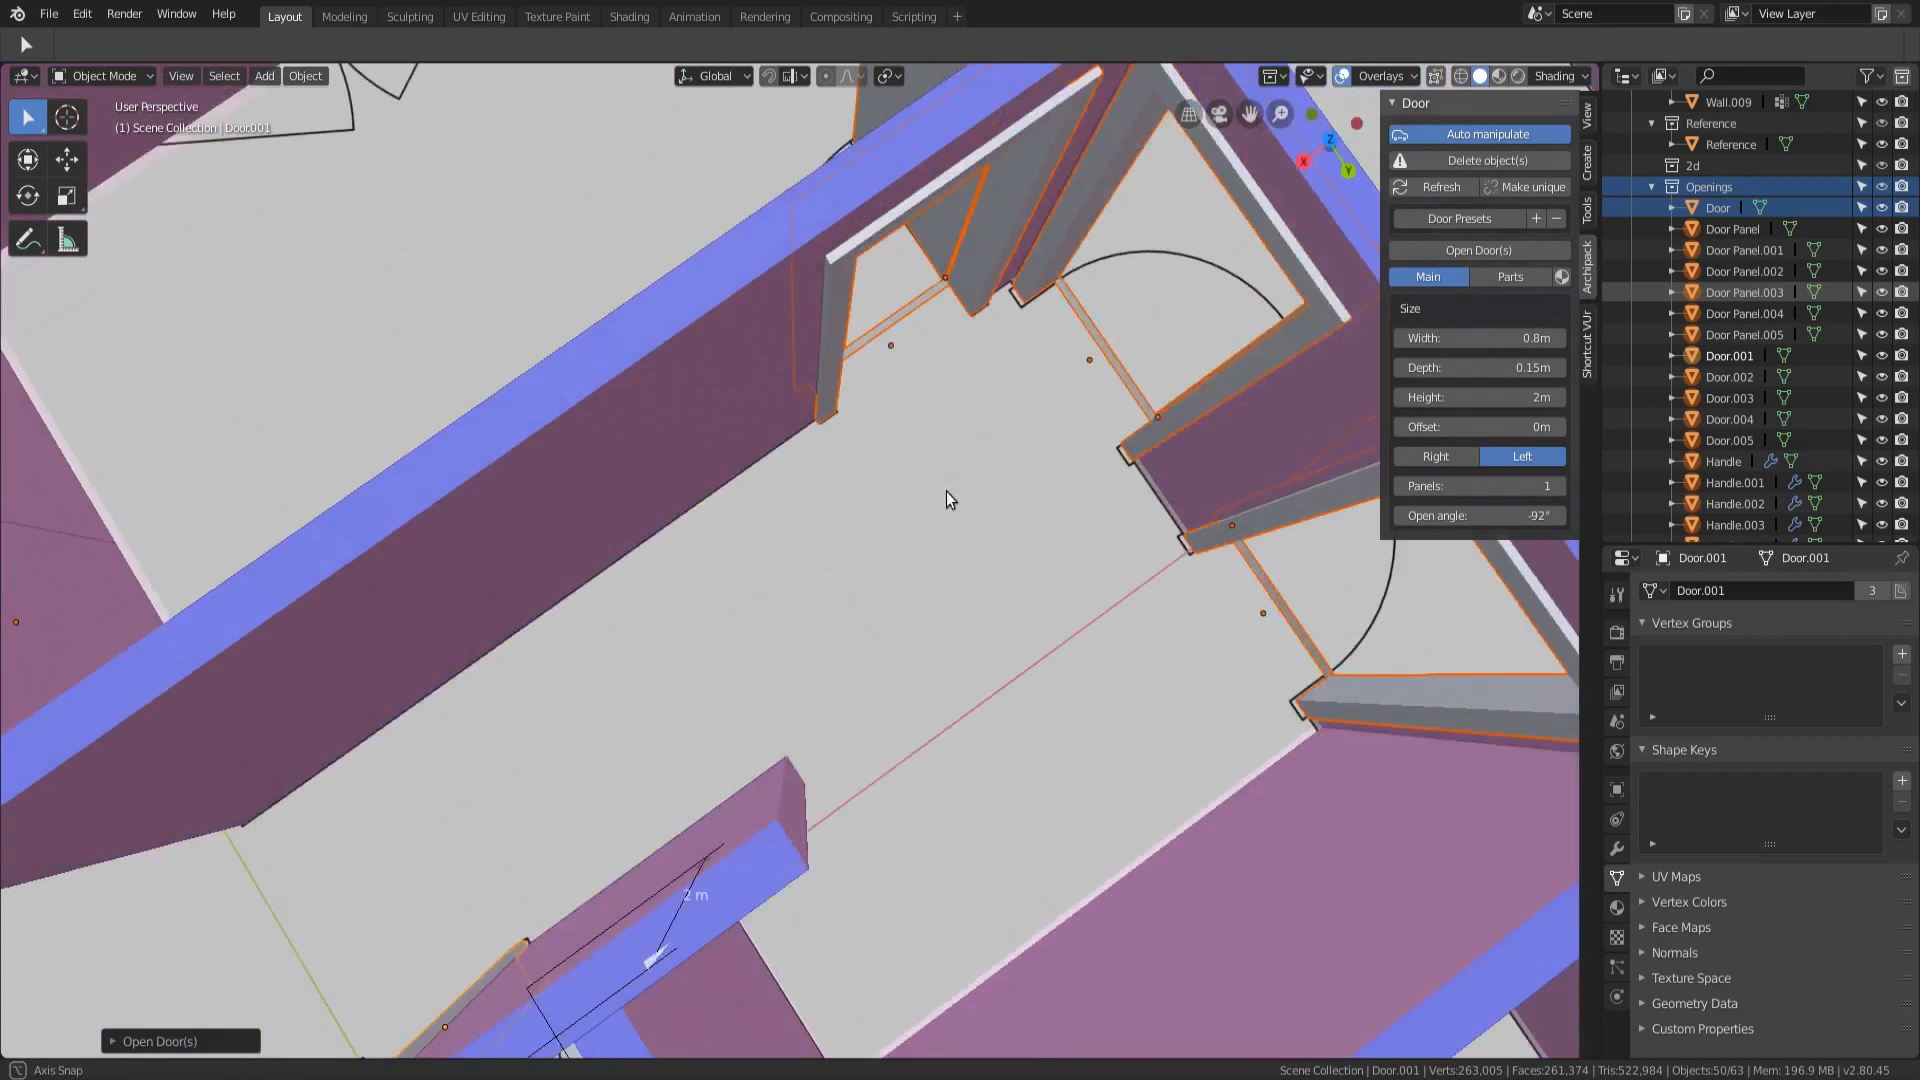 File Edit Render Window Help Layout Modeling Sculpting UV Editing Texture Paint Shading Animation Rendering Compositing Scripting + Scene View Layer
Object Mode View Select Add Object Global Overlays Shading
User Perspective
(1) Scene Collection | Door.001
X Y Z
Door
Auto manipulate
Delete object(s)
Refresh Make unique
Door Presets + −
Open Door(s)
Main Parts
Size
Width: 0.8m
Depth: 0.15m
Height: 2m
Offset: 0m
Right Left
Panels: 1
Open angle: -92°
View
Create
Tools
Archipack
Shortcut VUr
Wall.009
Reference
Reference
2d
Openings
Door
Door Panel
Door Panel.001
Door Panel.002
Door Panel.003
Door Panel.004
Door Panel.005
Door.001
Door.002
Door.003
Door.004
Door.005
Handle
Handle.001
Handle.002
Handle.003
Door.001 Door.001
Door.001 3
Vertex Groups
Shape Keys
UV Maps
Vertex Colors
Face Maps
Normals
Texture Space
Geometry Data
Custom Properties
2 m
Open Door(s)
Axis Snap
Scene Collection | Door.001 | Verts:263,005 | Faces:261,374 | Tris:522,984 | Objects:50/63 | Mem: 196.9 MB | v2.80.45